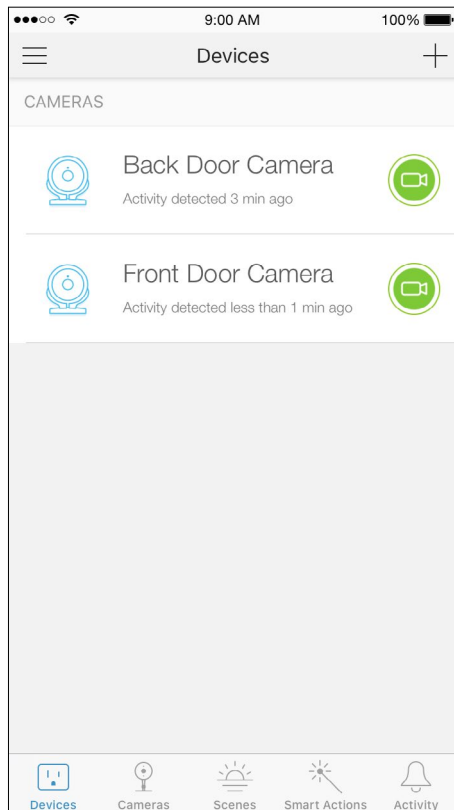 9:00 AM
100%
Devices
CAMERAS
Back Door Camera
Activity detected 3 min ago
Front Door Camera
Activity detected less than 1 min ago
Devices
Cameras
Scenes
Smart Actions
Activity